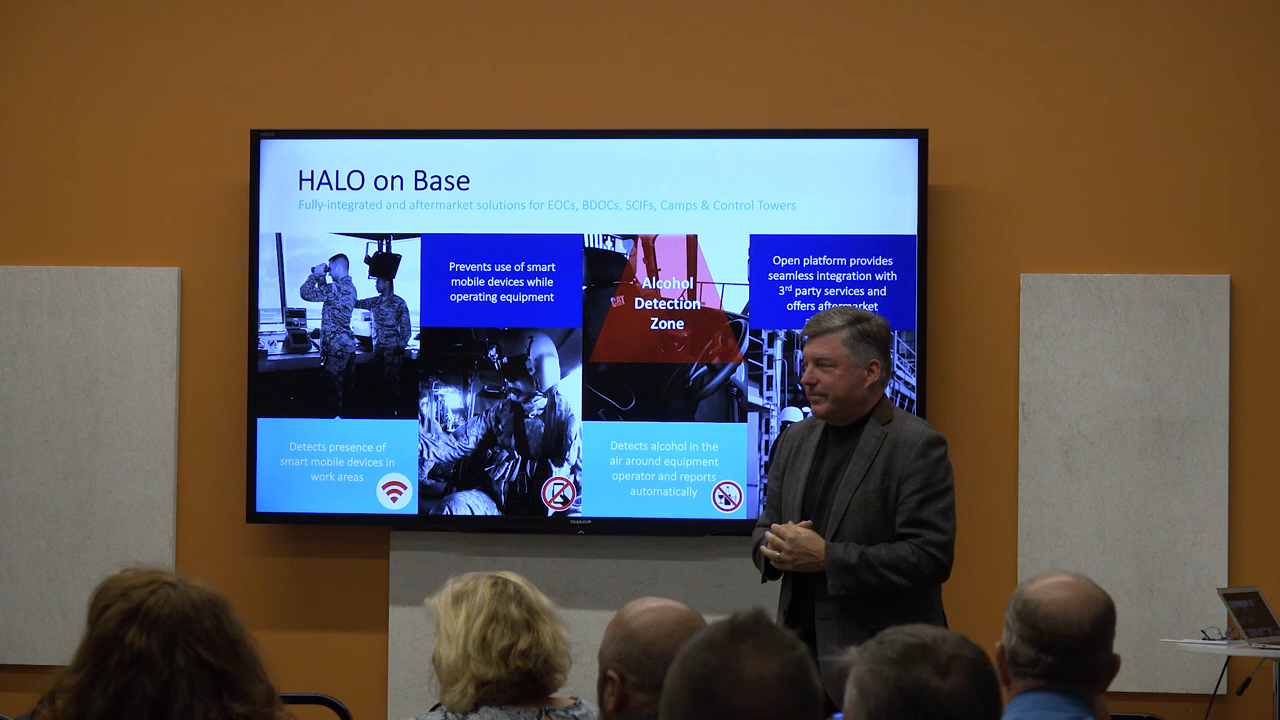 HALO on Base
Fully-integrated and aftermarket solutions for EOCs, BDOCs, SCIFs, Camps & Control Towers
Prevents use of smart
mobile devices while
operating equipment
CAT
Alcohol
Detection
Zone
Open platform provides
seamless integration with
3rd party services and
offers aftermarket
Detects presence of
smart mobile devices in
work areas
Detects alcohol in the
air around equipment
operator and reports
automatically
SHARP